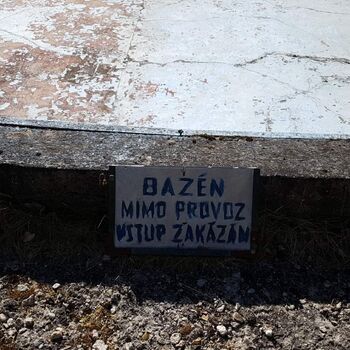 BAZÉN
MIMO PROVOZ
VSTUP ZAKÁZÁN